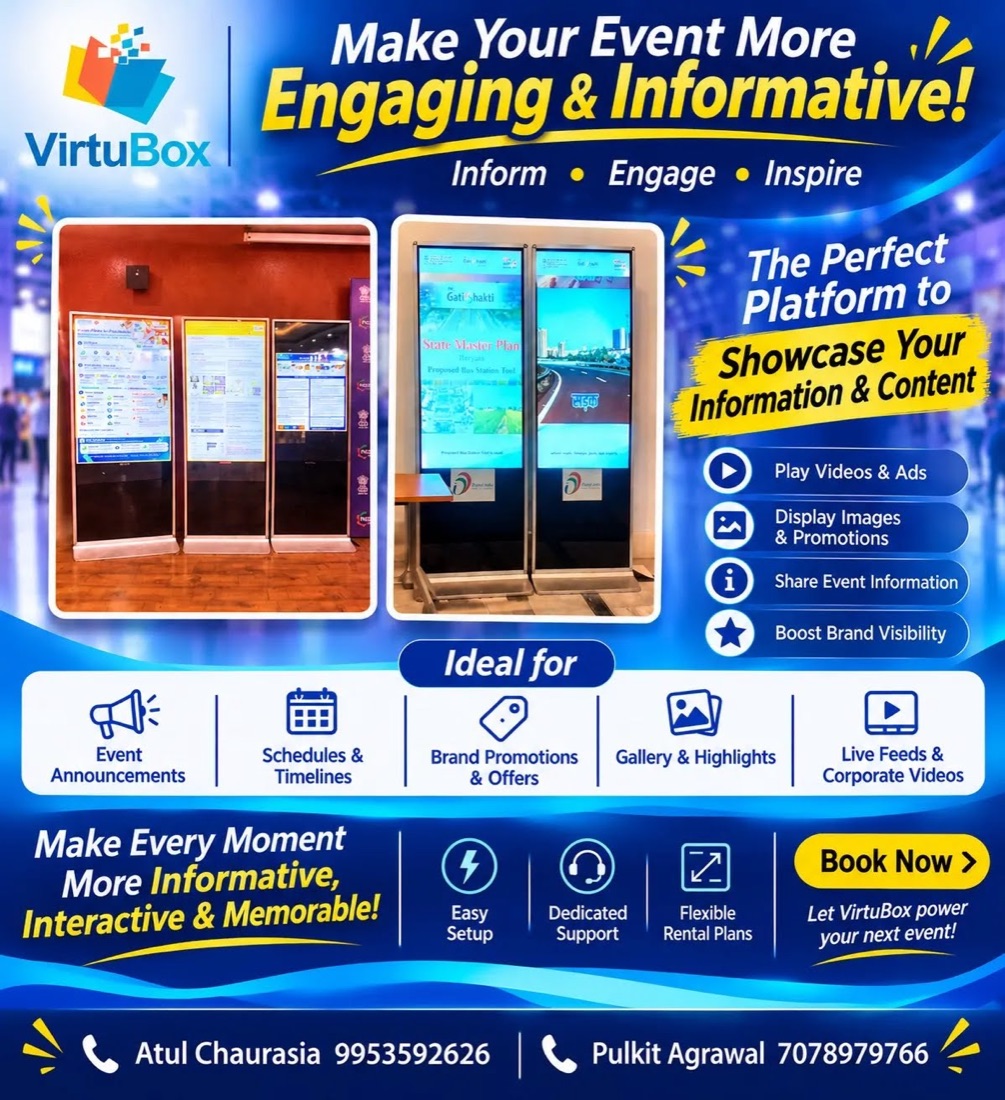 VirtuBox
Make Your Event More
Engaging & Informative!
Inform • Engage • Inspire
Gati Shakti
State Master Plan
Haryana
Proposed Bus Station Tool
सड़क
The Perfect
Platform to
Showcase Your
Information & Content
Play Videos & Ads
Display Images
& Promotions
Share Event Information
Boost Brand Visibility
Ideal for
Event
Announcements
Schedules &
Timelines
Brand Promotions
& Offers
Gallery & Highlights
Live Feeds &
Corporate Videos
Make Every Moment
More Informative,
Interactive & Memorable!
Easy
Setup
Dedicated
Support
Flexible
Rental Plans
Book Now
Let VirtuBox power
your next event!
Atul Chaurasia 9953592626
Pulkit Agrawal 7078979766